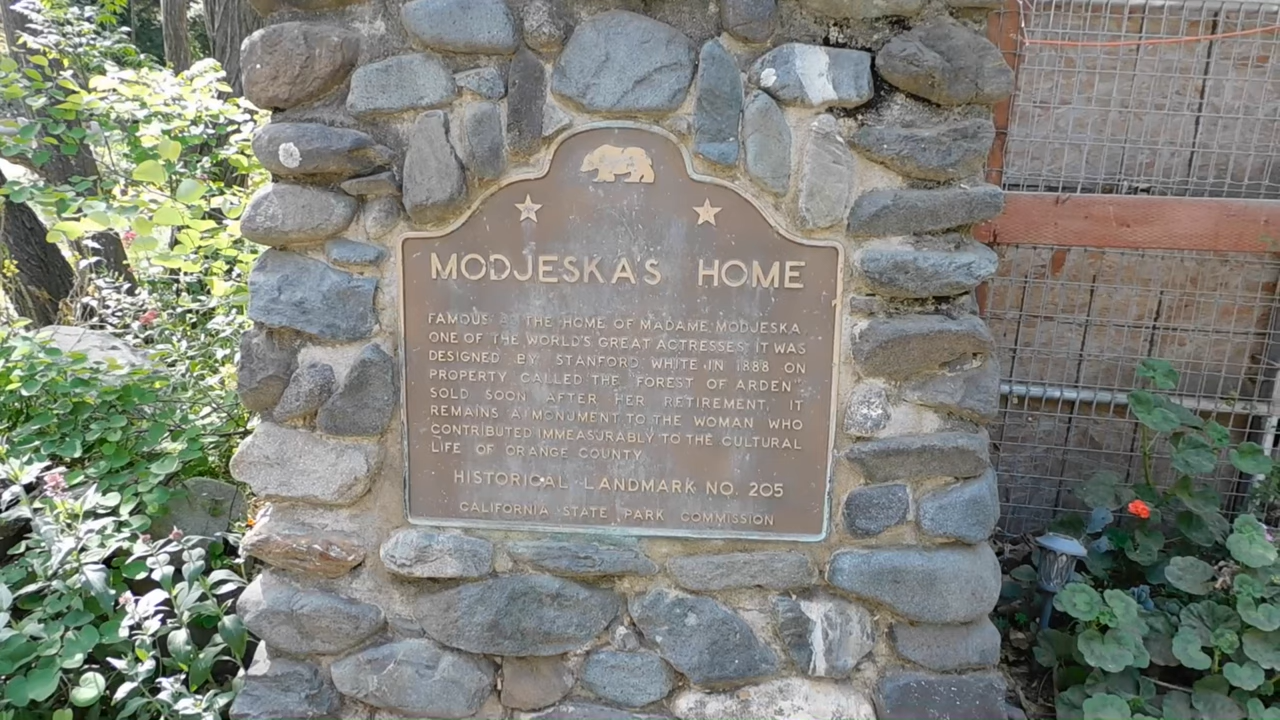 MODJESKA'S HOME
FAMOUS AS THE HOME OF MADAME MODJESKA,
ONE OF THE WORLD'S GREAT ACTRESSES. IT WAS
DESIGNED BY STANFORD WHITE IN 1888 ON
PROPERTY CALLED THE "FOREST OF ARDEN".
SOLD SOON AFTER HER RETIREMENT, IT
REMAINS A MONUMENT TO THE WOMAN WHO
CONTRIBUTED IMMEASURABLY TO THE CULTURAL
LIFE OF ORANGE COUNTY
HISTORICAL LANDMARK NO. 205
CALIFORNIA STATE PARK COMMISSION